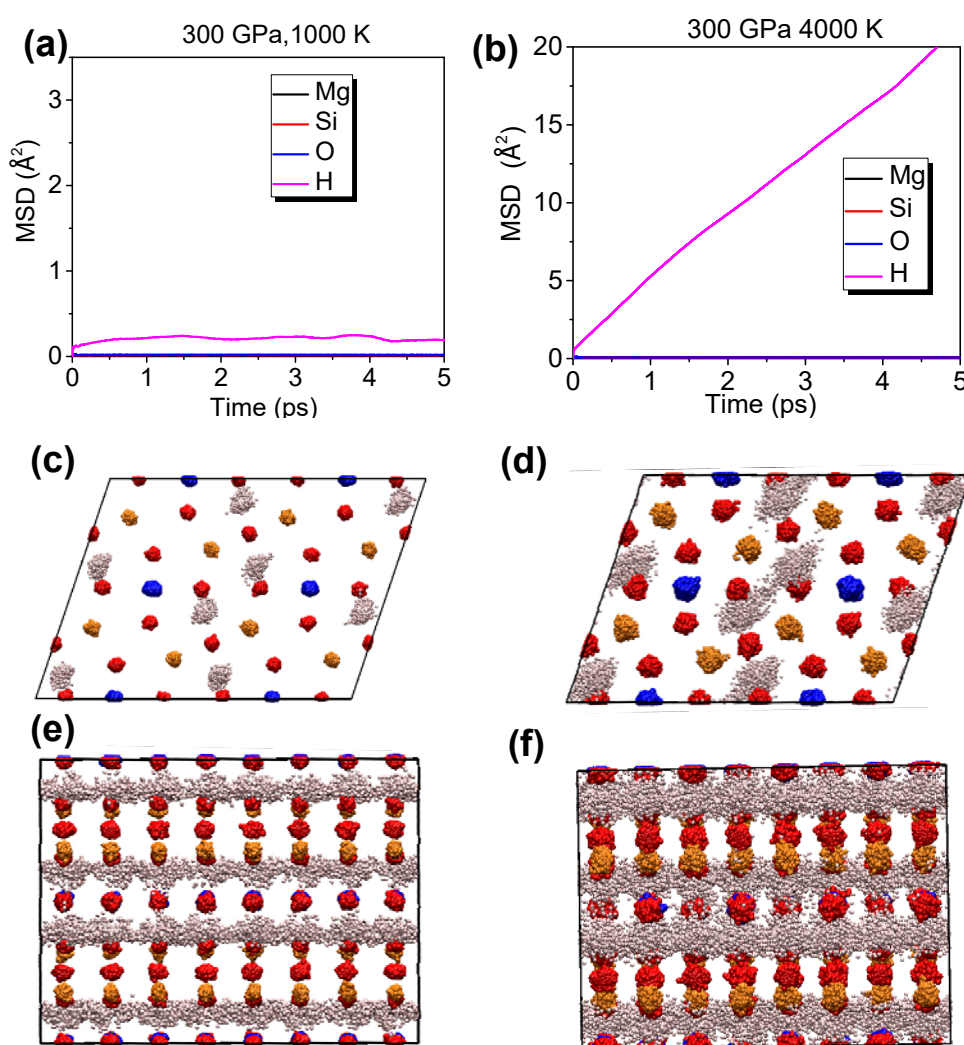 (a)
300 GPa,1000 K
MSD (Å²)
3
2
1
0
0 1 2 3 4 5
Time (ps)
Mg
Si
O
H
(b)
300 GPa 4000 K
MSD (Å²)
20
15
10
5
0
0 1 2 3 4 5
Time (ps)
Mg
Si
O
H
(c)
(d)
(e)
(f)